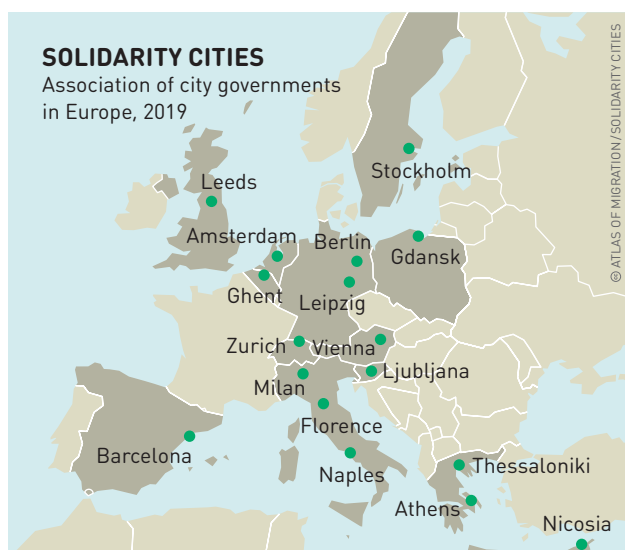 SOLIDARITY CITIES
Association of city governments
in Europe, 2019
© ATLAS OF MIGRATION/SOLIDARITY CITIES
Stockholm
Leeds
Amsterdam
Berlin
Gdansk
Ghent
Leipzig
Zurich
Vienna
Ljubljana
Milan
Florence
Barcelona
Naples
Thessaloniki
Athens
Nicosia